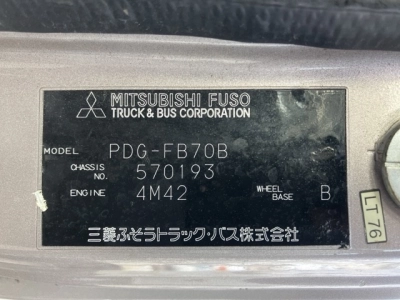 MITSUBISHI FUSO
TRUCK & BUS CORPORATION
MODEL PDG-FB70B
CHASSIS NO. 570193
ENGINE 4M42 WHEEL BASE B
三菱ふそうトラック・バス株式会社
LT76